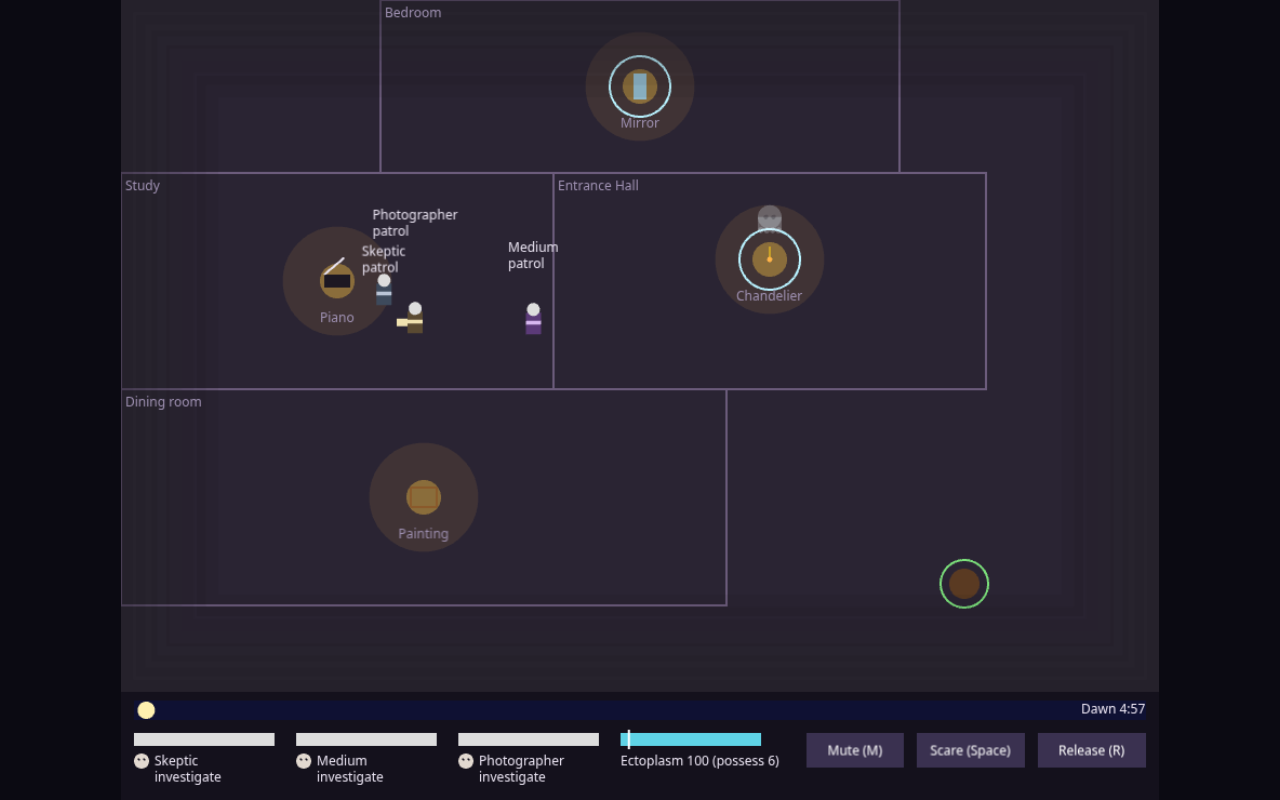 Bedroom
Mirror
Study
Entrance Hall
Photographer
patrol
Skeptic
patrol
Medium
patrol
Piano
Chandelier
Dining room
Painting
Dawn 4:57
Skeptic
investigate
Medium
investigate
Photographer
investigate
Ectoplasm 100 (possess 6)
Mute (M)
Scare (Space)
Release (R)